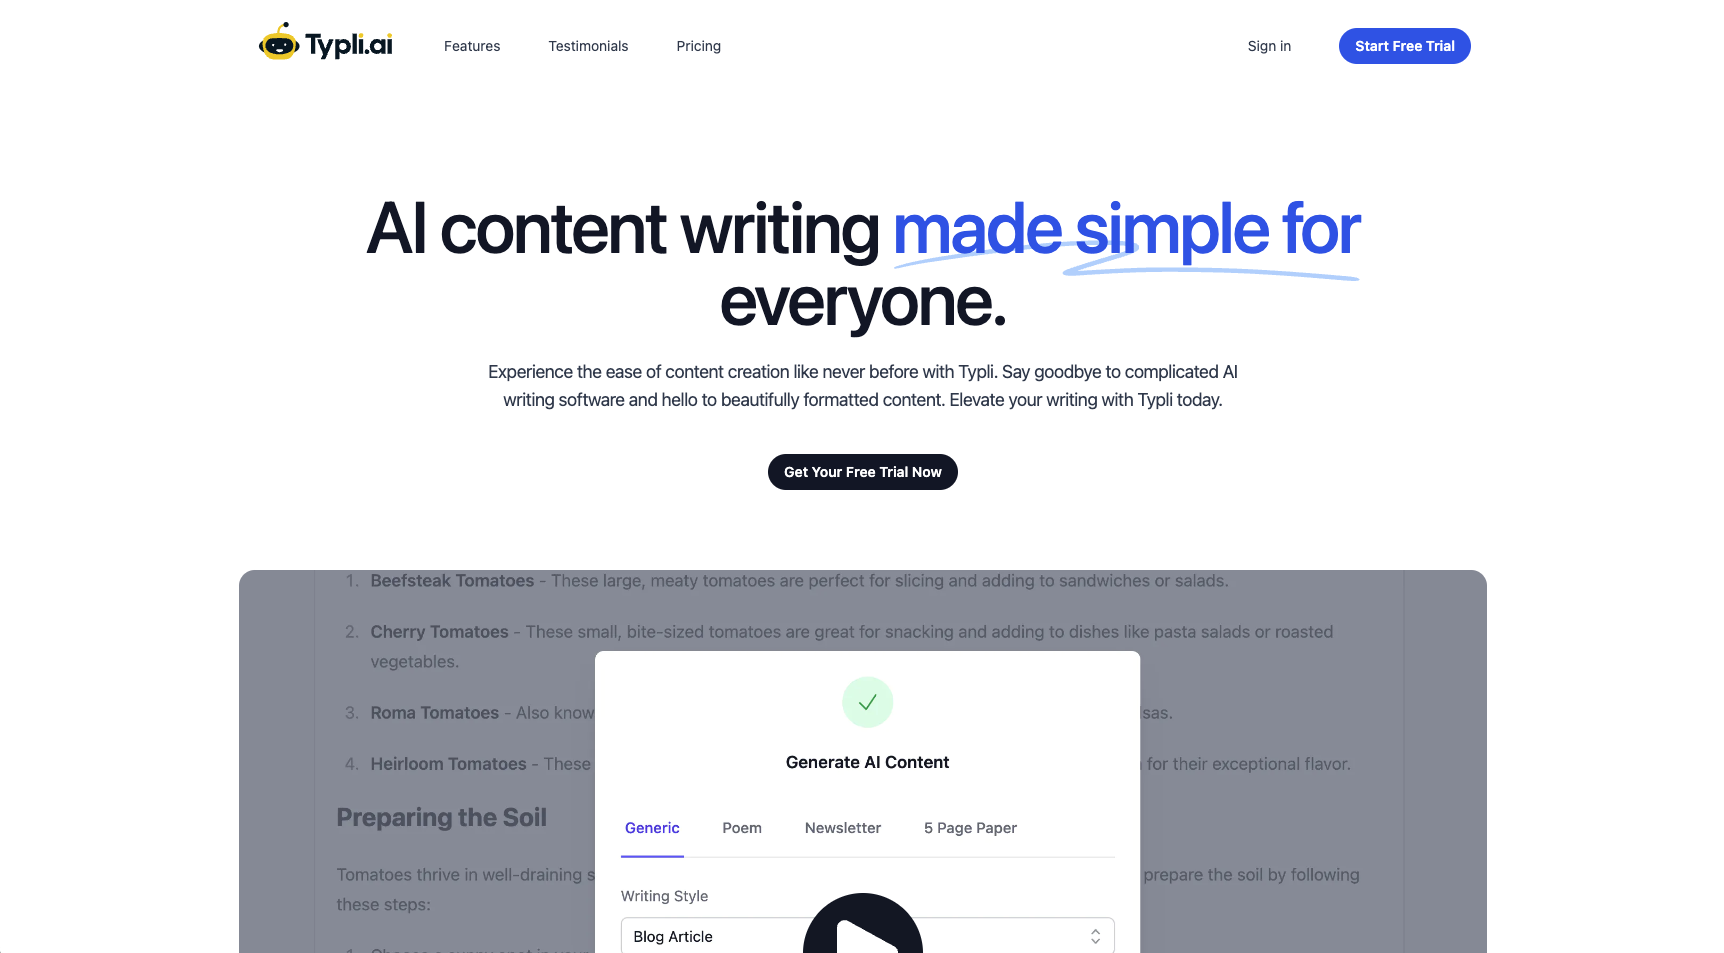 Typli.ai
Features
Testimonials
Pricing
Sign in
Start Free Trial
AI content writing made simple for
everyone.
Experience the ease of content creation like never before with Typli. Say goodbye to complicated AI
writing software and hello to beautifully formatted content. Elevate your writing with Typli today.
Get Your Free Trial Now
1. Beefsteak Tomatoes - These large, meaty tomatoes are perfect for slicing and adding to sandwiches or salads.
2. Cherry Tomatoes - These small, bite-sized tomatoes are great for snacking and adding to dishes like pasta salads or roasted
vegetables.
3. Roma Tomatoes - Also
4. Heirloom Tomatoes - These for their exceptional flavor.
Preparing the Soil
Tomatoes thrive in well-draining prepare the soil by following
these steps:
Generate AI Content
Generic
Poem
Newsletter
5 Page Paper
Writing Style
Blog Article